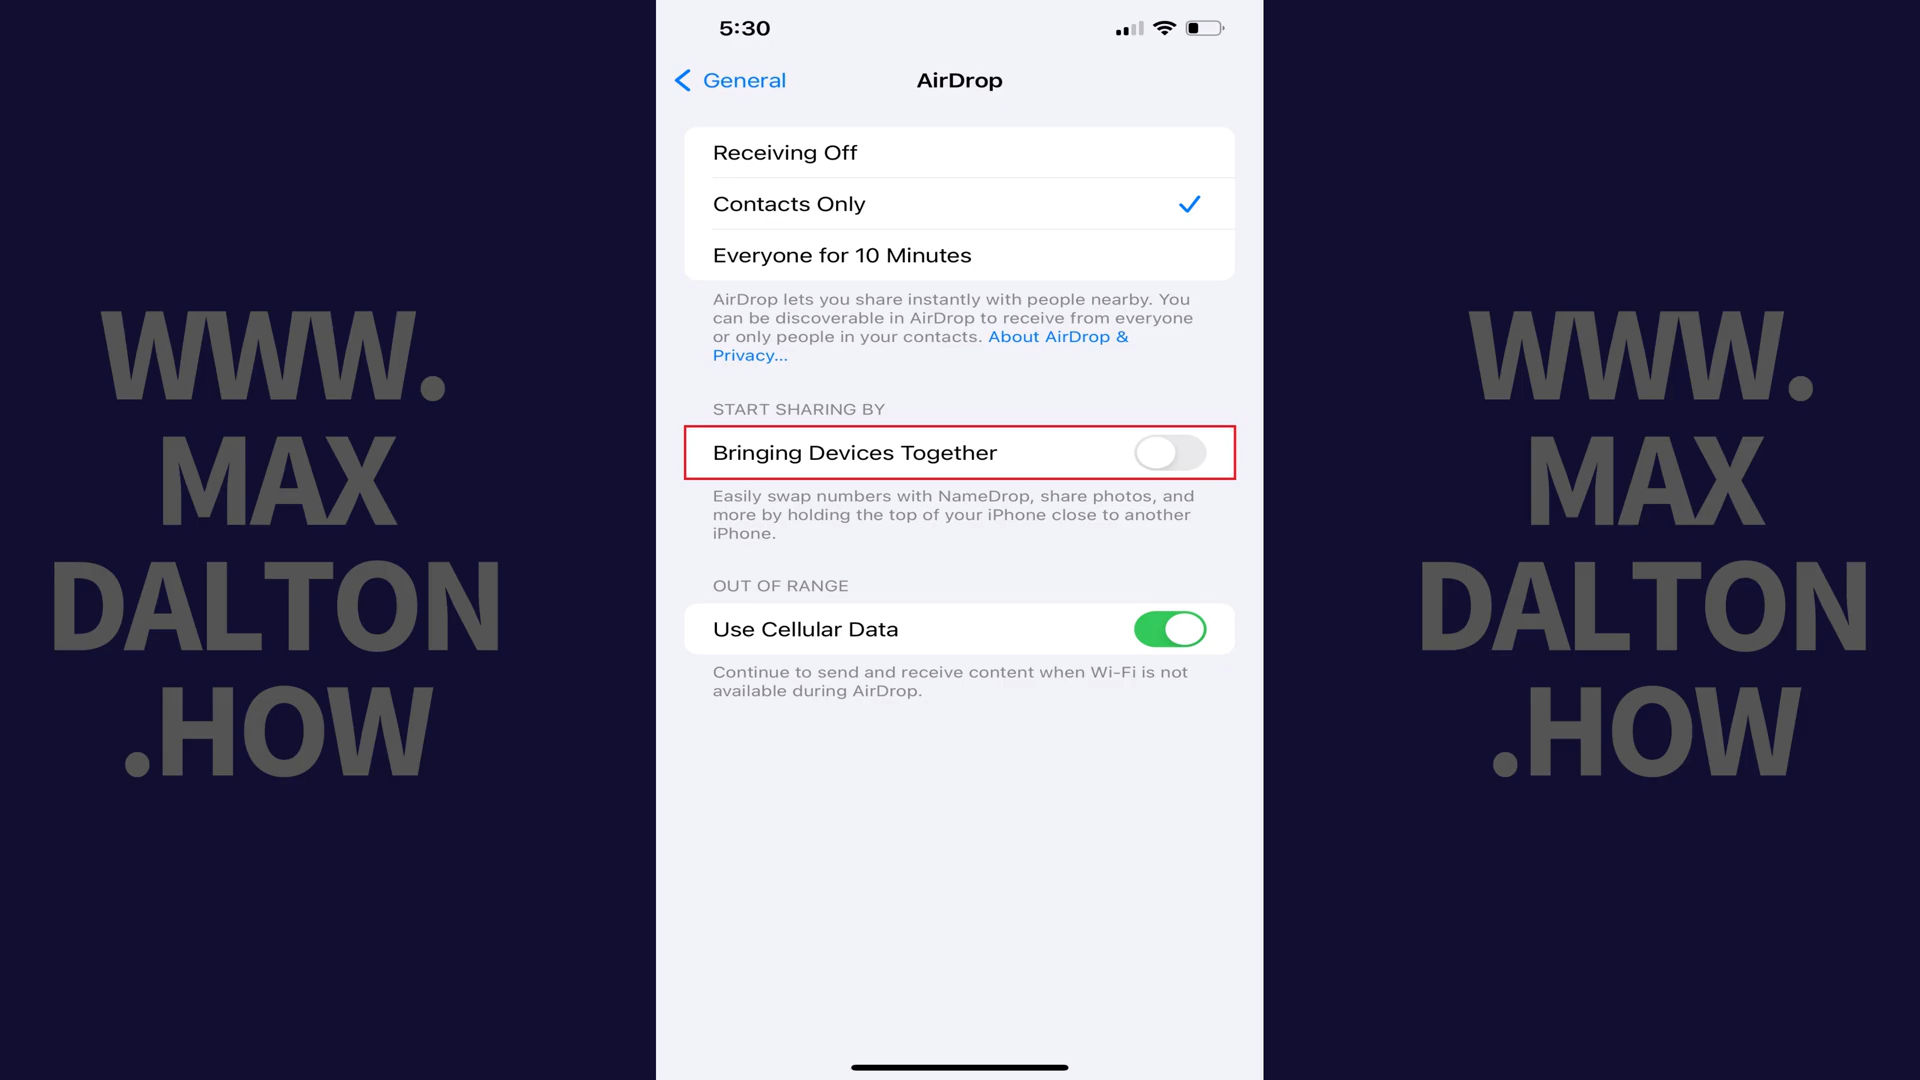 5:30
General
AirDrop
Receiving Off
Contacts Only
Everyone for 10 Minutes
AirDrop lets you share instantly with people nearby. You
can be discoverable in AirDrop to receive from everyone
or only people in your contacts. About AirDrop &
Privacy...
START SHARING BY
Bringing Devices Together
Easily swap numbers with NameDrop, share photos, and
more by holding the top of your iPhone close to another
iPhone.
OUT OF RANGE
Use Cellular Data
Continue to send and receive content when Wi-Fi is not
available during AirDrop.
WWW.
MAX
DALTON
.HOW
WWW.
MAX
DALTON
.HOW